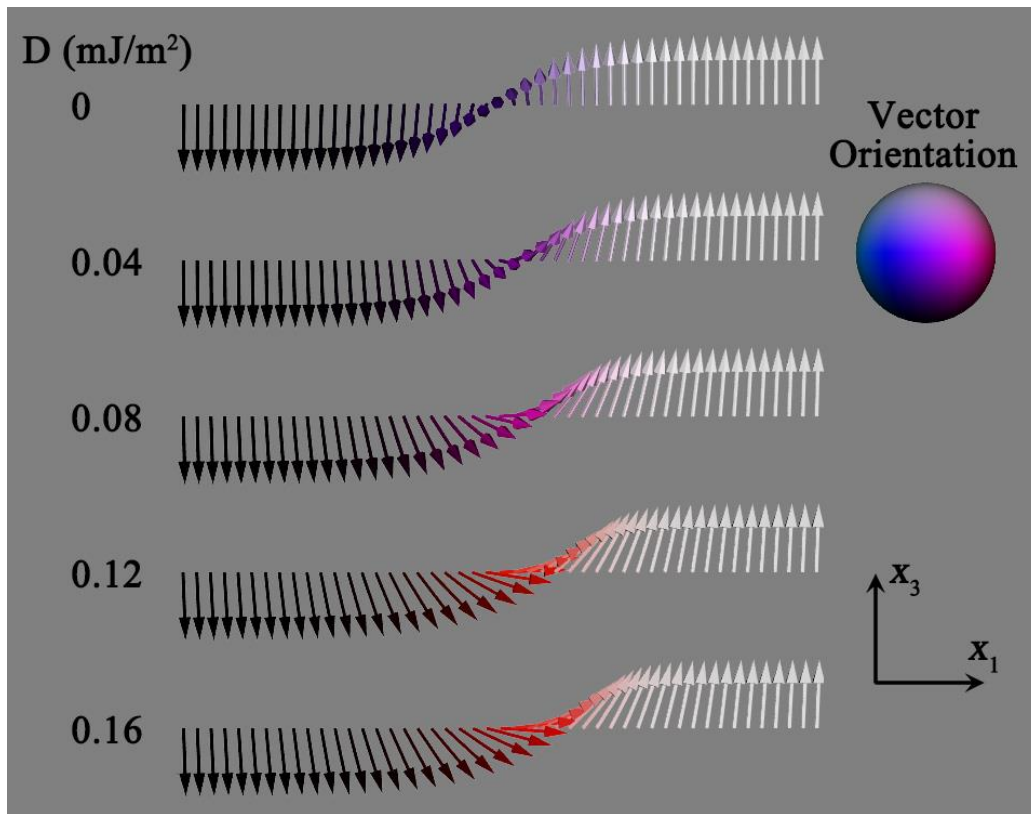 D (mJ/m²)
0
Vector
Orientation
0.04
0.08
0.12
x₃
x₁
0.16